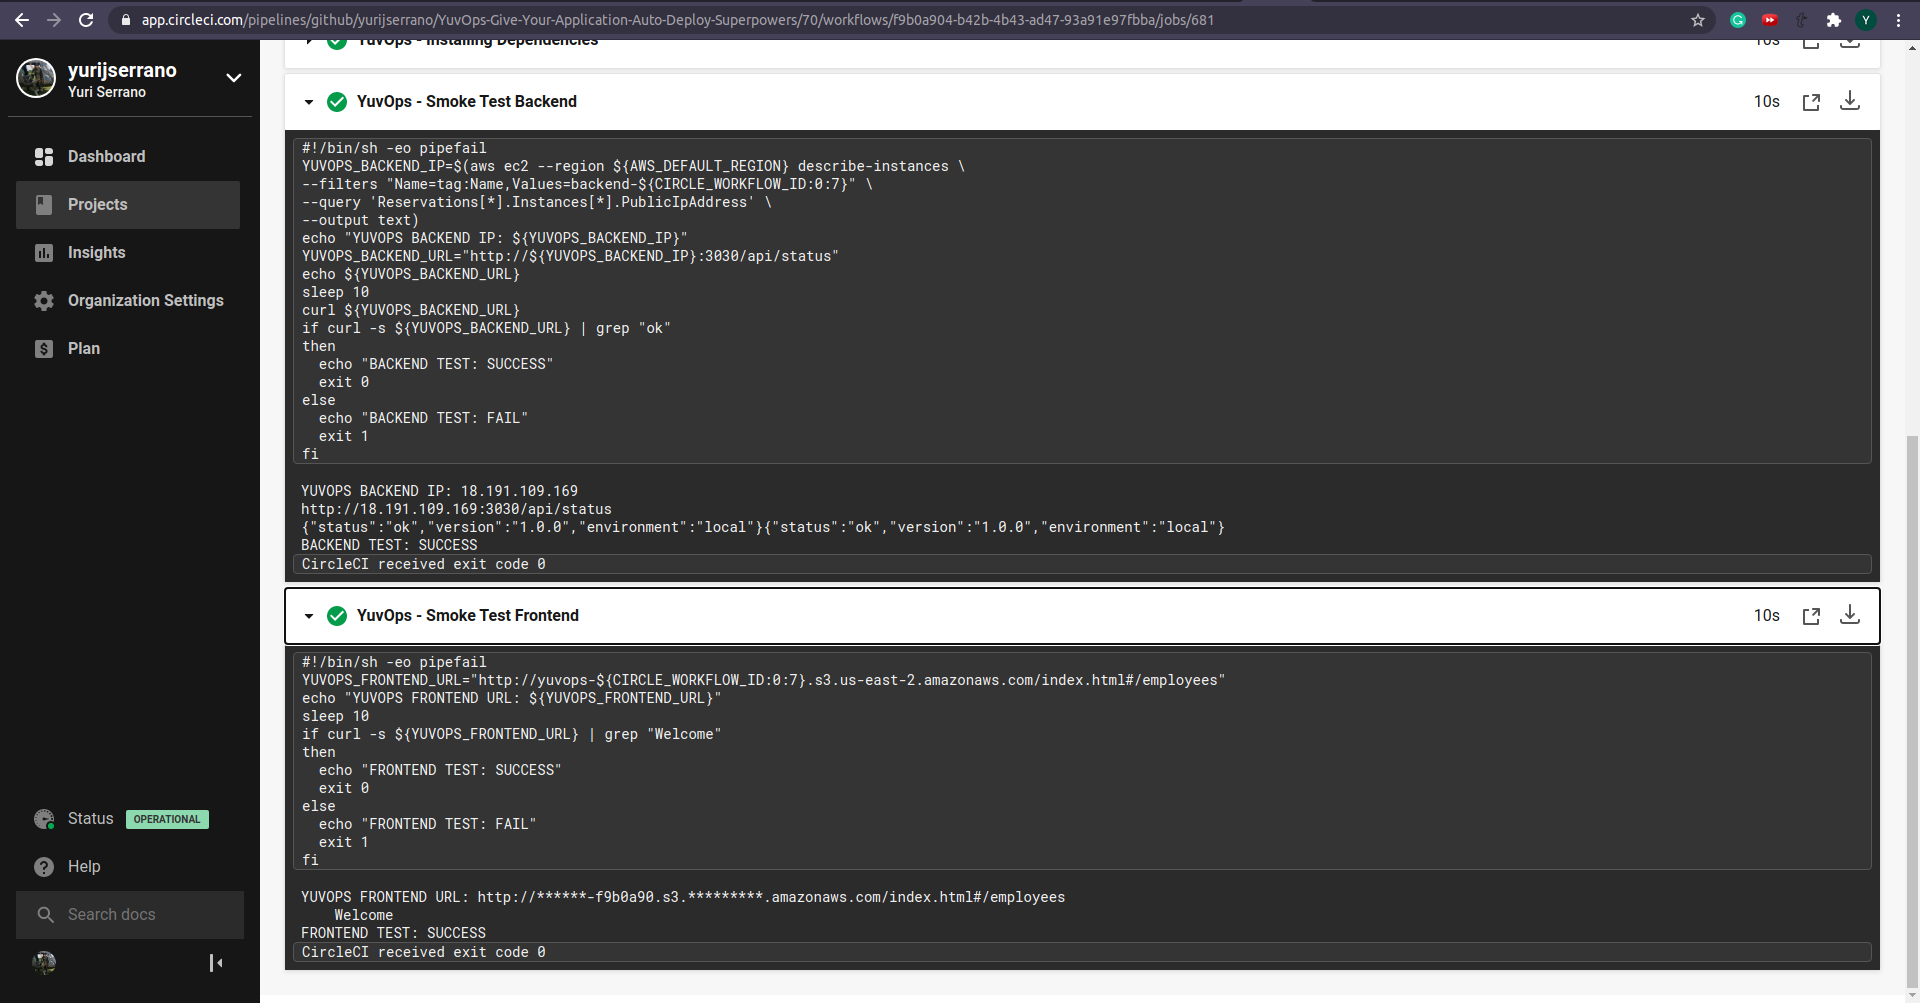 app.circleci.com/pipelines/github/yurijserrano/YuvOps-Give-Your-Application-Auto-Deploy-Superpowers/70/workflows/f9b0a904-b42b-4b43-ad47-93a91e97fbba/jobs/681
Y
yurijserrano
Yuri Serrano
Dashboard
Projects
Insights
Organization Settings
Plan
Status OPERATIONAL
Help
Search docs
YuvOps - Installing Dependencies 10s
YuvOps - Smoke Test Backend 10s
#!/bin/sh -eo pipefail
YUVOPS_BACKEND_IP=$(aws ec2 --region ${AWS_DEFAULT_REGION} describe-instances \
--filters "Name=tag:Name,Values=backend-${CIRCLE_WORKFLOW_ID:0:7}" \
--query 'Reservations[*].Instances[*].PublicIpAddress' \
--output text)
echo "YUVOPS BACKEND IP: ${YUVOPS_BACKEND_IP}"
YUVOPS_BACKEND_URL="http://${YUVOPS_BACKEND_IP}:3030/api/status"
echo ${YUVOPS_BACKEND_URL}
sleep 10
curl ${YUVOPS_BACKEND_URL}
if curl -s ${YUVOPS_BACKEND_URL} | grep "ok"
then
  echo "BACKEND TEST: SUCCESS"
  exit 0
else
  echo "BACKEND TEST: FAIL"
  exit 1
fi
YUVOPS BACKEND IP: 18.191.109.169
http://18.191.109.169:3030/api/status
{"status":"ok","version":"1.0.0","environment":"local"}{"status":"ok","version":"1.0.0","environment":"local"}
BACKEND TEST: SUCCESS
CircleCI received exit code 0
YuvOps - Smoke Test Frontend 10s
#!/bin/sh -eo pipefail
YUVOPS_FRONTEND_URL="http://yuvops-${CIRCLE_WORKFLOW_ID:0:7}.s3.us-east-2.amazonaws.com/index.html#/employees"
echo "YUVOPS FRONTEND URL: ${YUVOPS_FRONTEND_URL}"
sleep 10
if curl -s ${YUVOPS_FRONTEND_URL} | grep "Welcome"
then
  echo "FRONTEND TEST: SUCCESS"
  exit 0
else
  echo "FRONTEND TEST: FAIL"
  exit 1
fi
YUVOPS FRONTEND URL: http://******-f9b0a90.s3.*********.amazonaws.com/index.html#/employees
    Welcome
FRONTEND TEST: SUCCESS
CircleCI received exit code 0